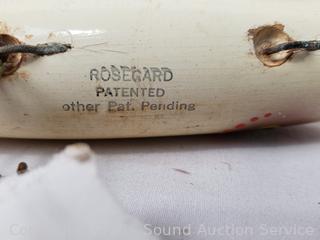 ROSEGARD
PATENTED
other Pat. Pending
Sound Auction Service